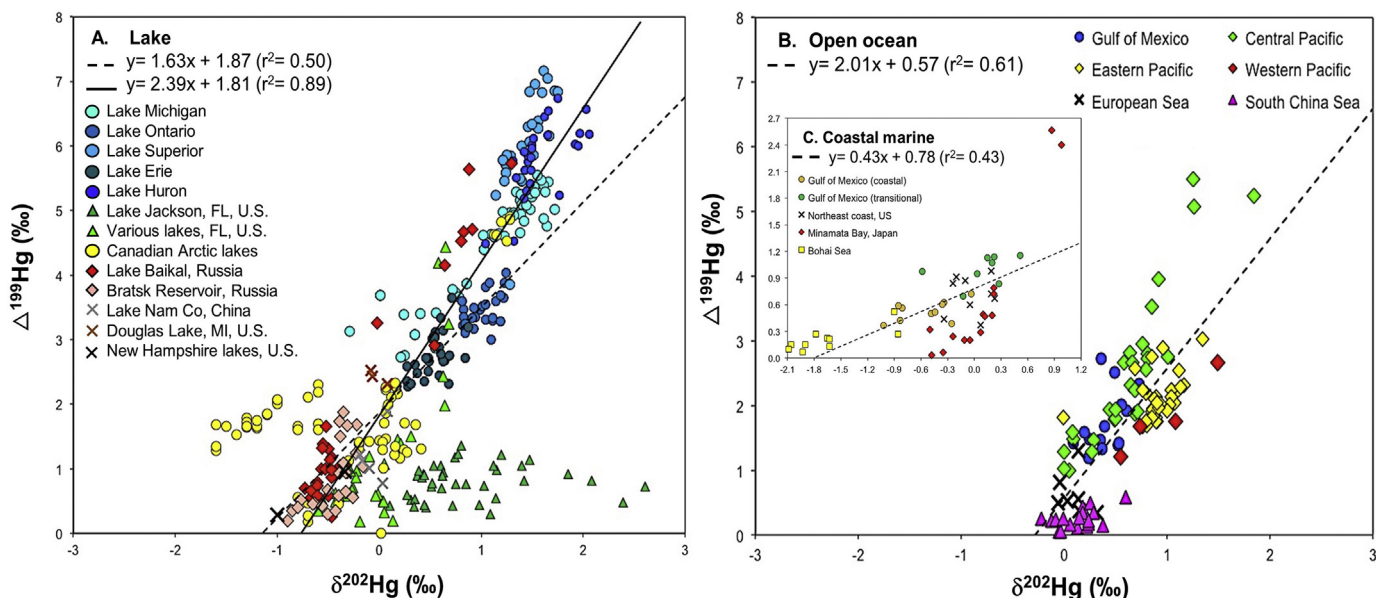 A. Lake
y= 1.63x + 1.87 (r²= 0.50)
y= 2.39x + 1.81 (r²= 0.89)
Lake Michigan
Lake Ontario
Lake Superior
Lake Erie
Lake Huron
Lake Jackson, FL, U.S.
Various lakes, FL, U.S.
Canadian Arctic lakes
Lake Baikal, Russia
Bratsk Reservoir, Russia
Lake Nam Co, China
Douglas Lake, MI, U.S.
New Hampshire lakes, U.S.
△¹⁹⁹Hg (‰)
8
7
6
5
4
3
2
1
0
-3 -2 -1 0 1 2 3
δ²⁰²Hg (‰)
B. Open ocean
y= 2.01x + 0.57 (r²= 0.61)
Gulf of Mexico Central Pacific
Eastern Pacific Western Pacific
European Sea South China Sea
△¹⁹⁹Hg (‰)
8
7
6
5
4
3
2
1
0
-3 -2 -1 0 1 2 3
δ²⁰²Hg (‰)
C. Coastal marine
y= 0.43x + 0.78 (r²= 0.43)
Gulf of Mexico (coastal)
Gulf of Mexico (transitional)
Northeast coast, US
Minamata Bay, Japan
Bohai Sea
2.7
2.4
2.1
1.8
1.5
1.2
0.9
0.6
0.3
0.0
-2.1 -1.8 -1.5 -1.2 -0.9 -0.6 -0.3 0.0 0.3 0.6 0.9 1.2